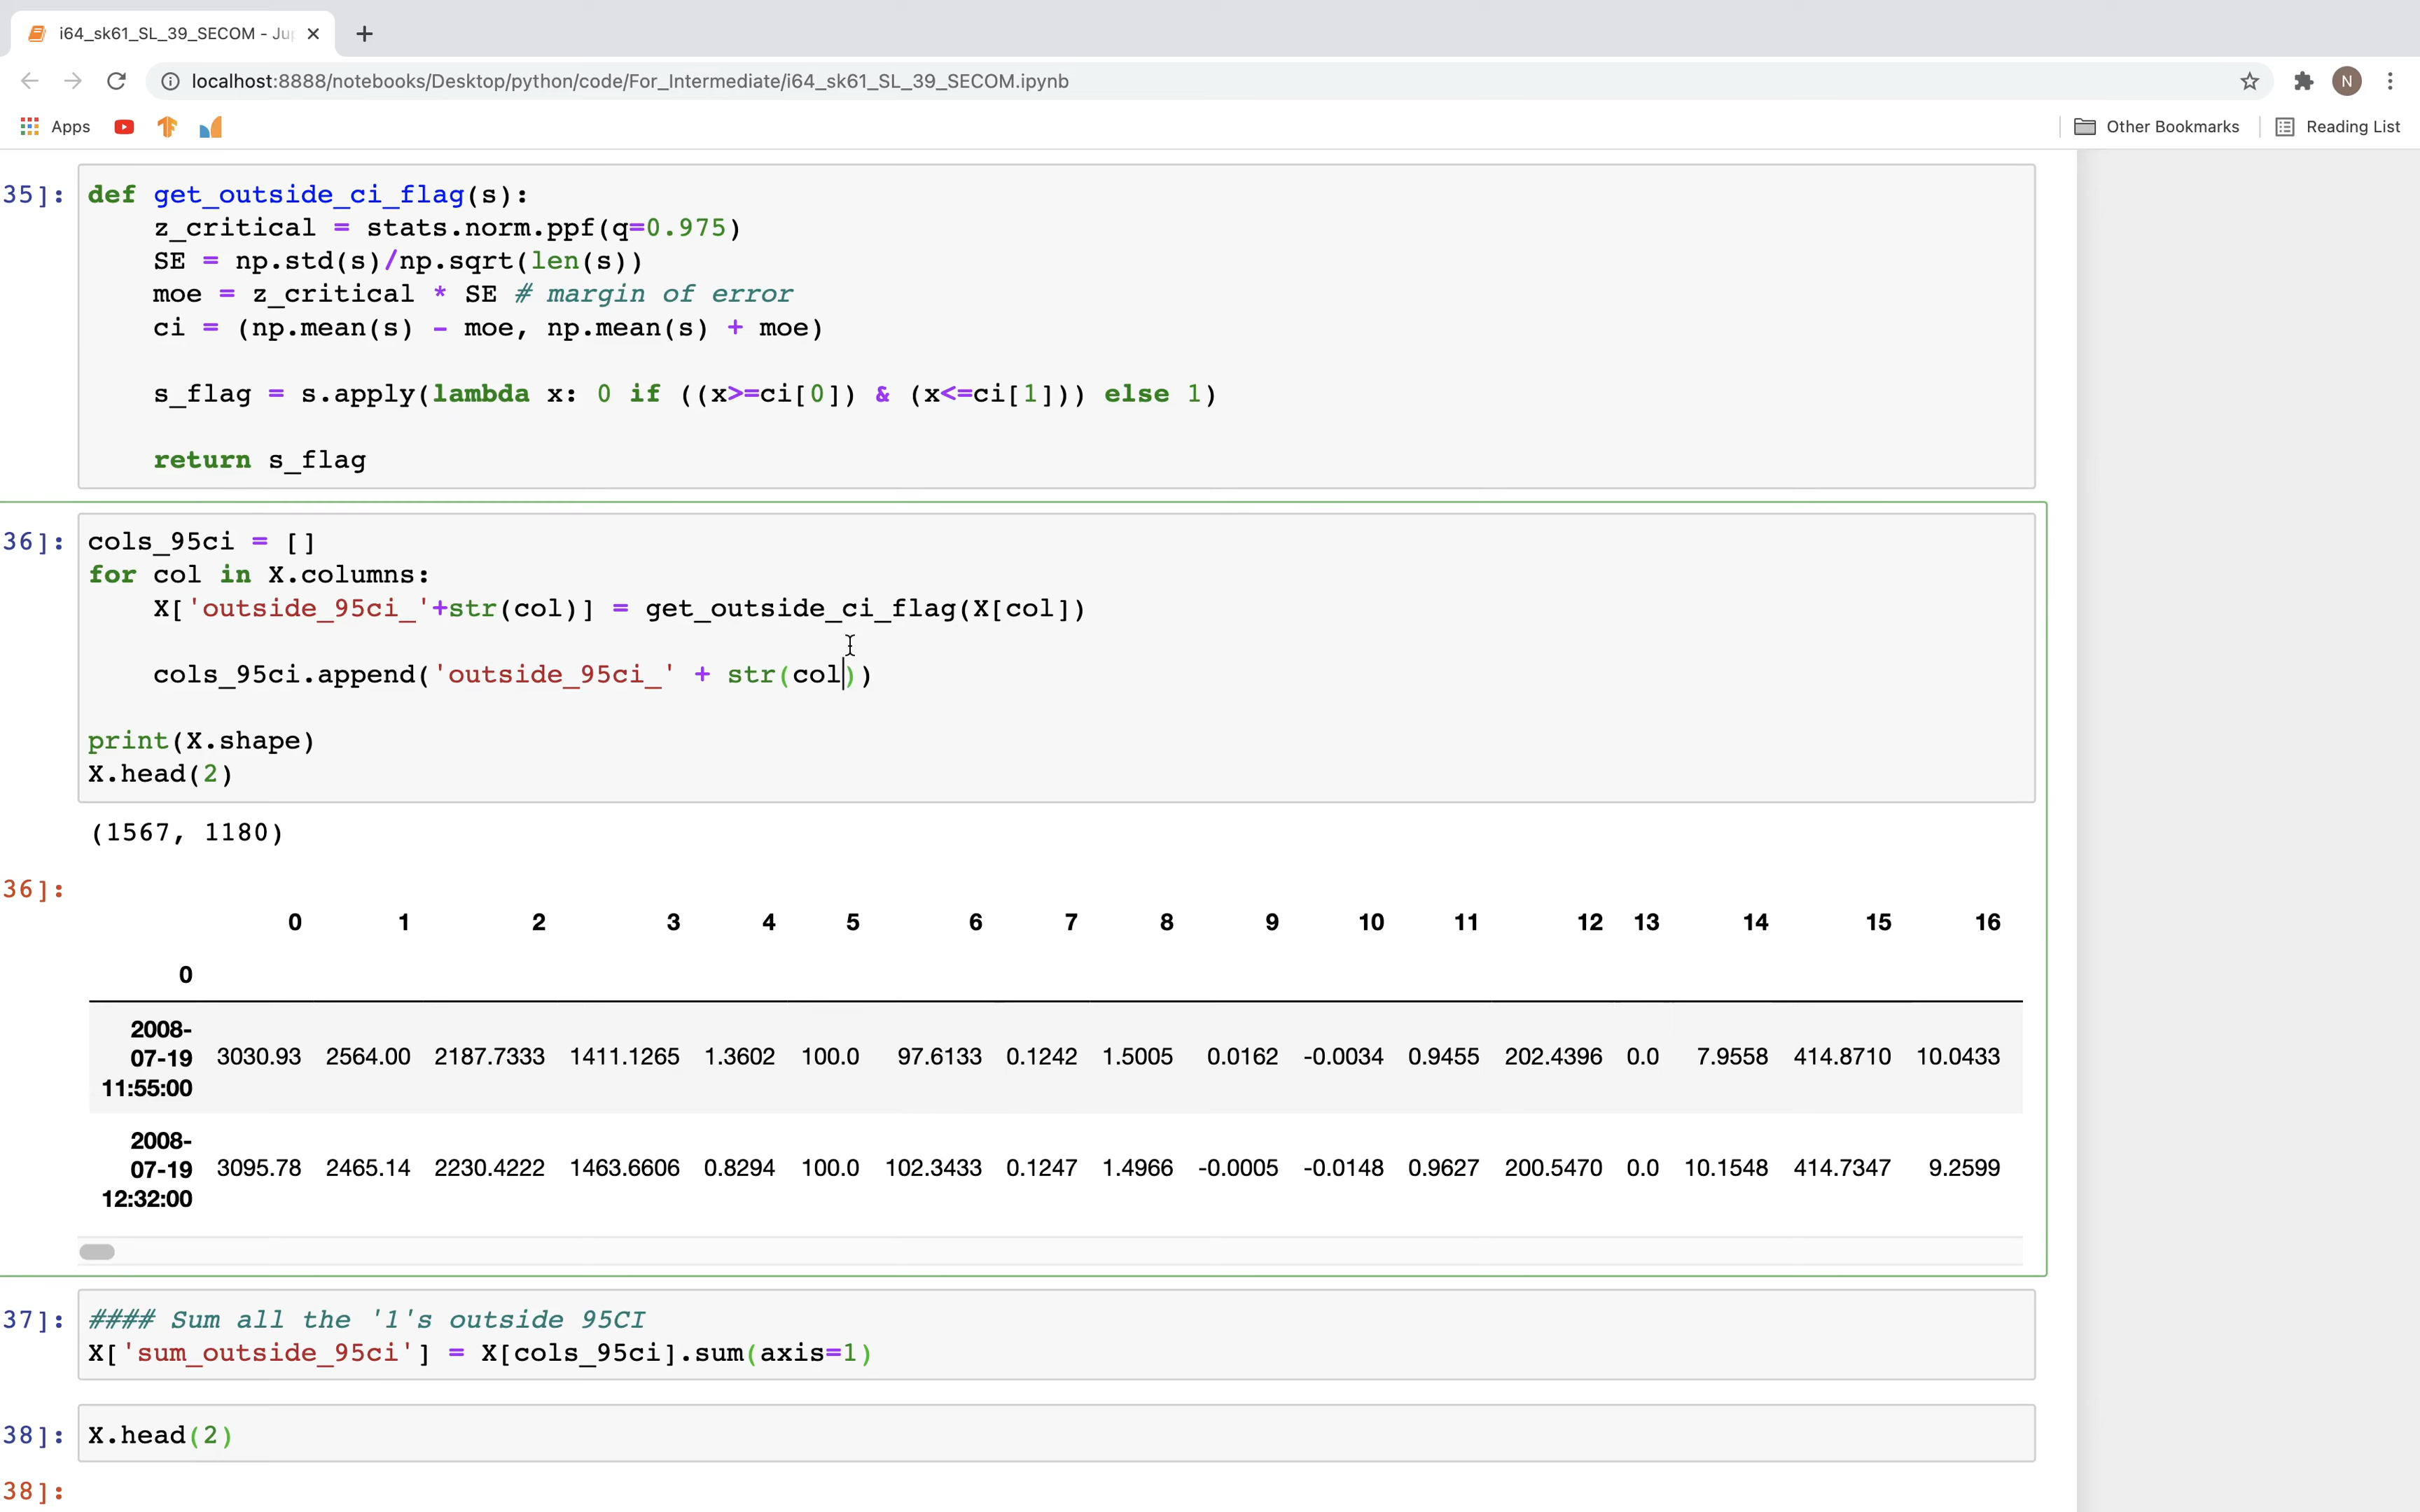 i64_sk61_SL_39_SECOM - Ju
localhost:8888/notebooks/Desktop/python/code/For_Intermediate/i64_sk61_SL_39_SECOM.ipynb
N
Apps
Other Bookmarks
Reading List
35]:
def get_outside_ci_flag(s):
    z_critical = stats.norm.ppf(q=0.975)
    SE = np.std(s)/np.sqrt(len(s))
    moe = z_critical * SE # margin of error
    ci = (np.mean(s) - moe, np.mean(s) + moe)
    s_flag = s.apply(lambda x: 0 if ((x>=ci[0]) & (x<=ci[1])) else 1)
    return s_flag
36]:
cols_95ci = []
for col in X.columns:
    X['outside_95ci_'+str(col)] = get_outside_ci_flag(X[col])
    cols_95ci.append('outside_95ci_' + str(col))
print(X.shape)
X.head(2)
(1567, 1180)
36]:
0 1 2 3 4 5 6 7 8 9 10 11 12 13 14 15 16
0
2008-
07-19
11:55:00
3030.93 2564.00 2187.7333 1411.1265 1.3602 100.0 97.6133 0.1242 1.5005 0.0162 -0.0034 0.9455 202.4396 0.0 7.9558 414.8710 10.0433
2008-
07-19
12:32:00
3095.78 2465.14 2230.4222 1463.6606 0.8294 100.0 102.3433 0.1247 1.4966 -0.0005 -0.0148 0.9627 200.5470 0.0 10.1548 414.7347 9.2599
37]:
#### Sum all the '1's outside 95CI
X['sum_outside_95ci'] = X[cols_95ci].sum(axis=1)
38]:
X.head(2)
38]: